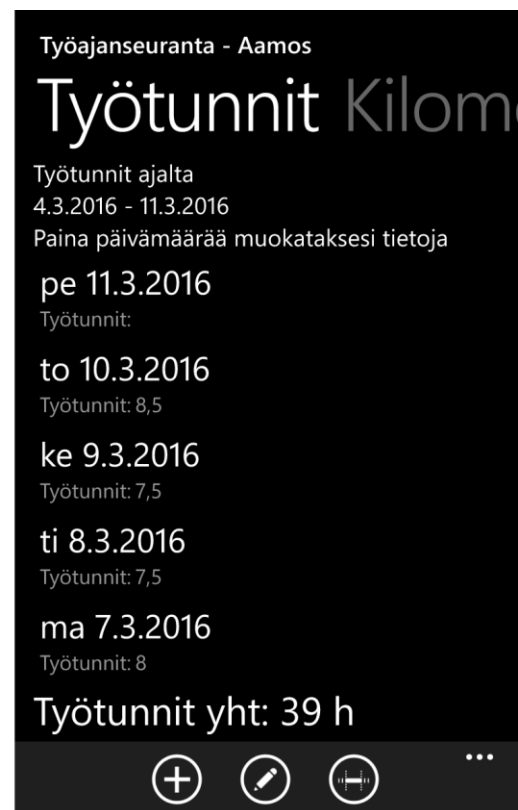 Työajanseuranta - Aamos
Työtunnit Kilom
Työtunnit ajalta
4.3.2016 - 11.3.2016
Paina päivämäärää muokataksesi tietoja
pe 11.3.2016
Työtunnit:
to 10.3.2016
Työtunnit: 8,5
ke 9.3.2016
Työtunnit: 7,5
ti 8.3.2016
Työtunnit: 7,5
ma 7.3.2016
Työtunnit: 8
Työtunnit yht: 39 h